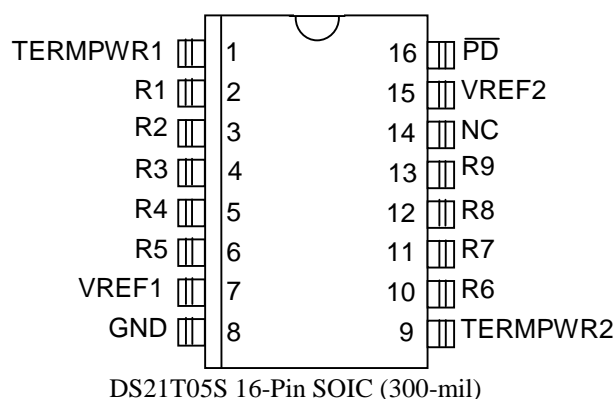 TERMPWR1 1 16 P̅D̅
R1 2 15 VREF2
R2 3 14 NC
R3 4 13 R9
R4 5 12 R8
R5 6 11 R7
VREF1 7 10 R6
GND 8 9 TERMPWR2
DS21T05S 16-Pin SOIC (300-mil)